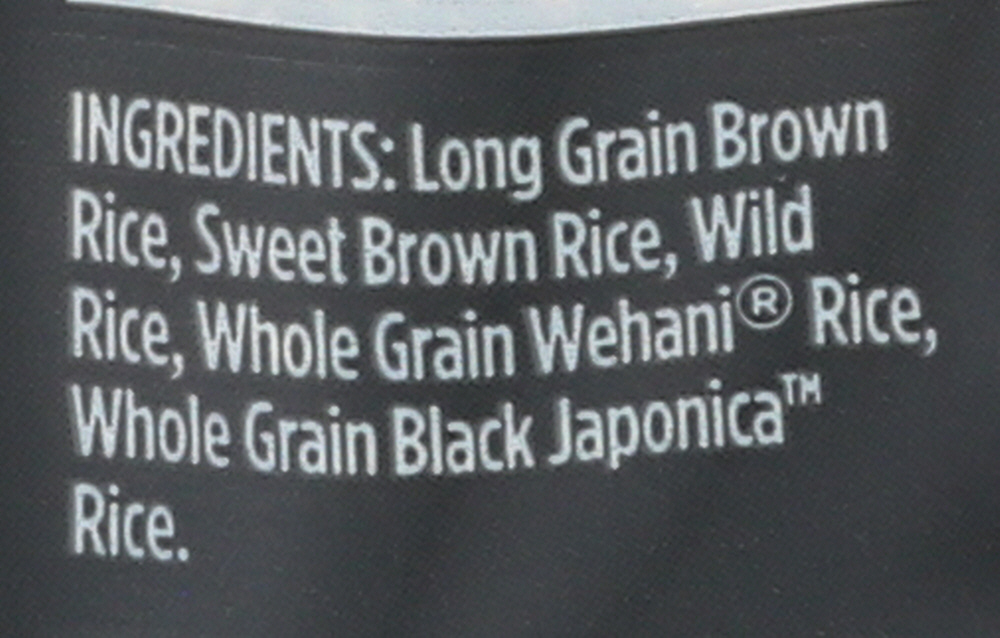 INGREDIENTS: Long Grain Brown
Rice, Sweet Brown Rice, Wild
Rice, Whole Grain Wehani® Rice,
Whole Grain Black Japonica™
Rice.